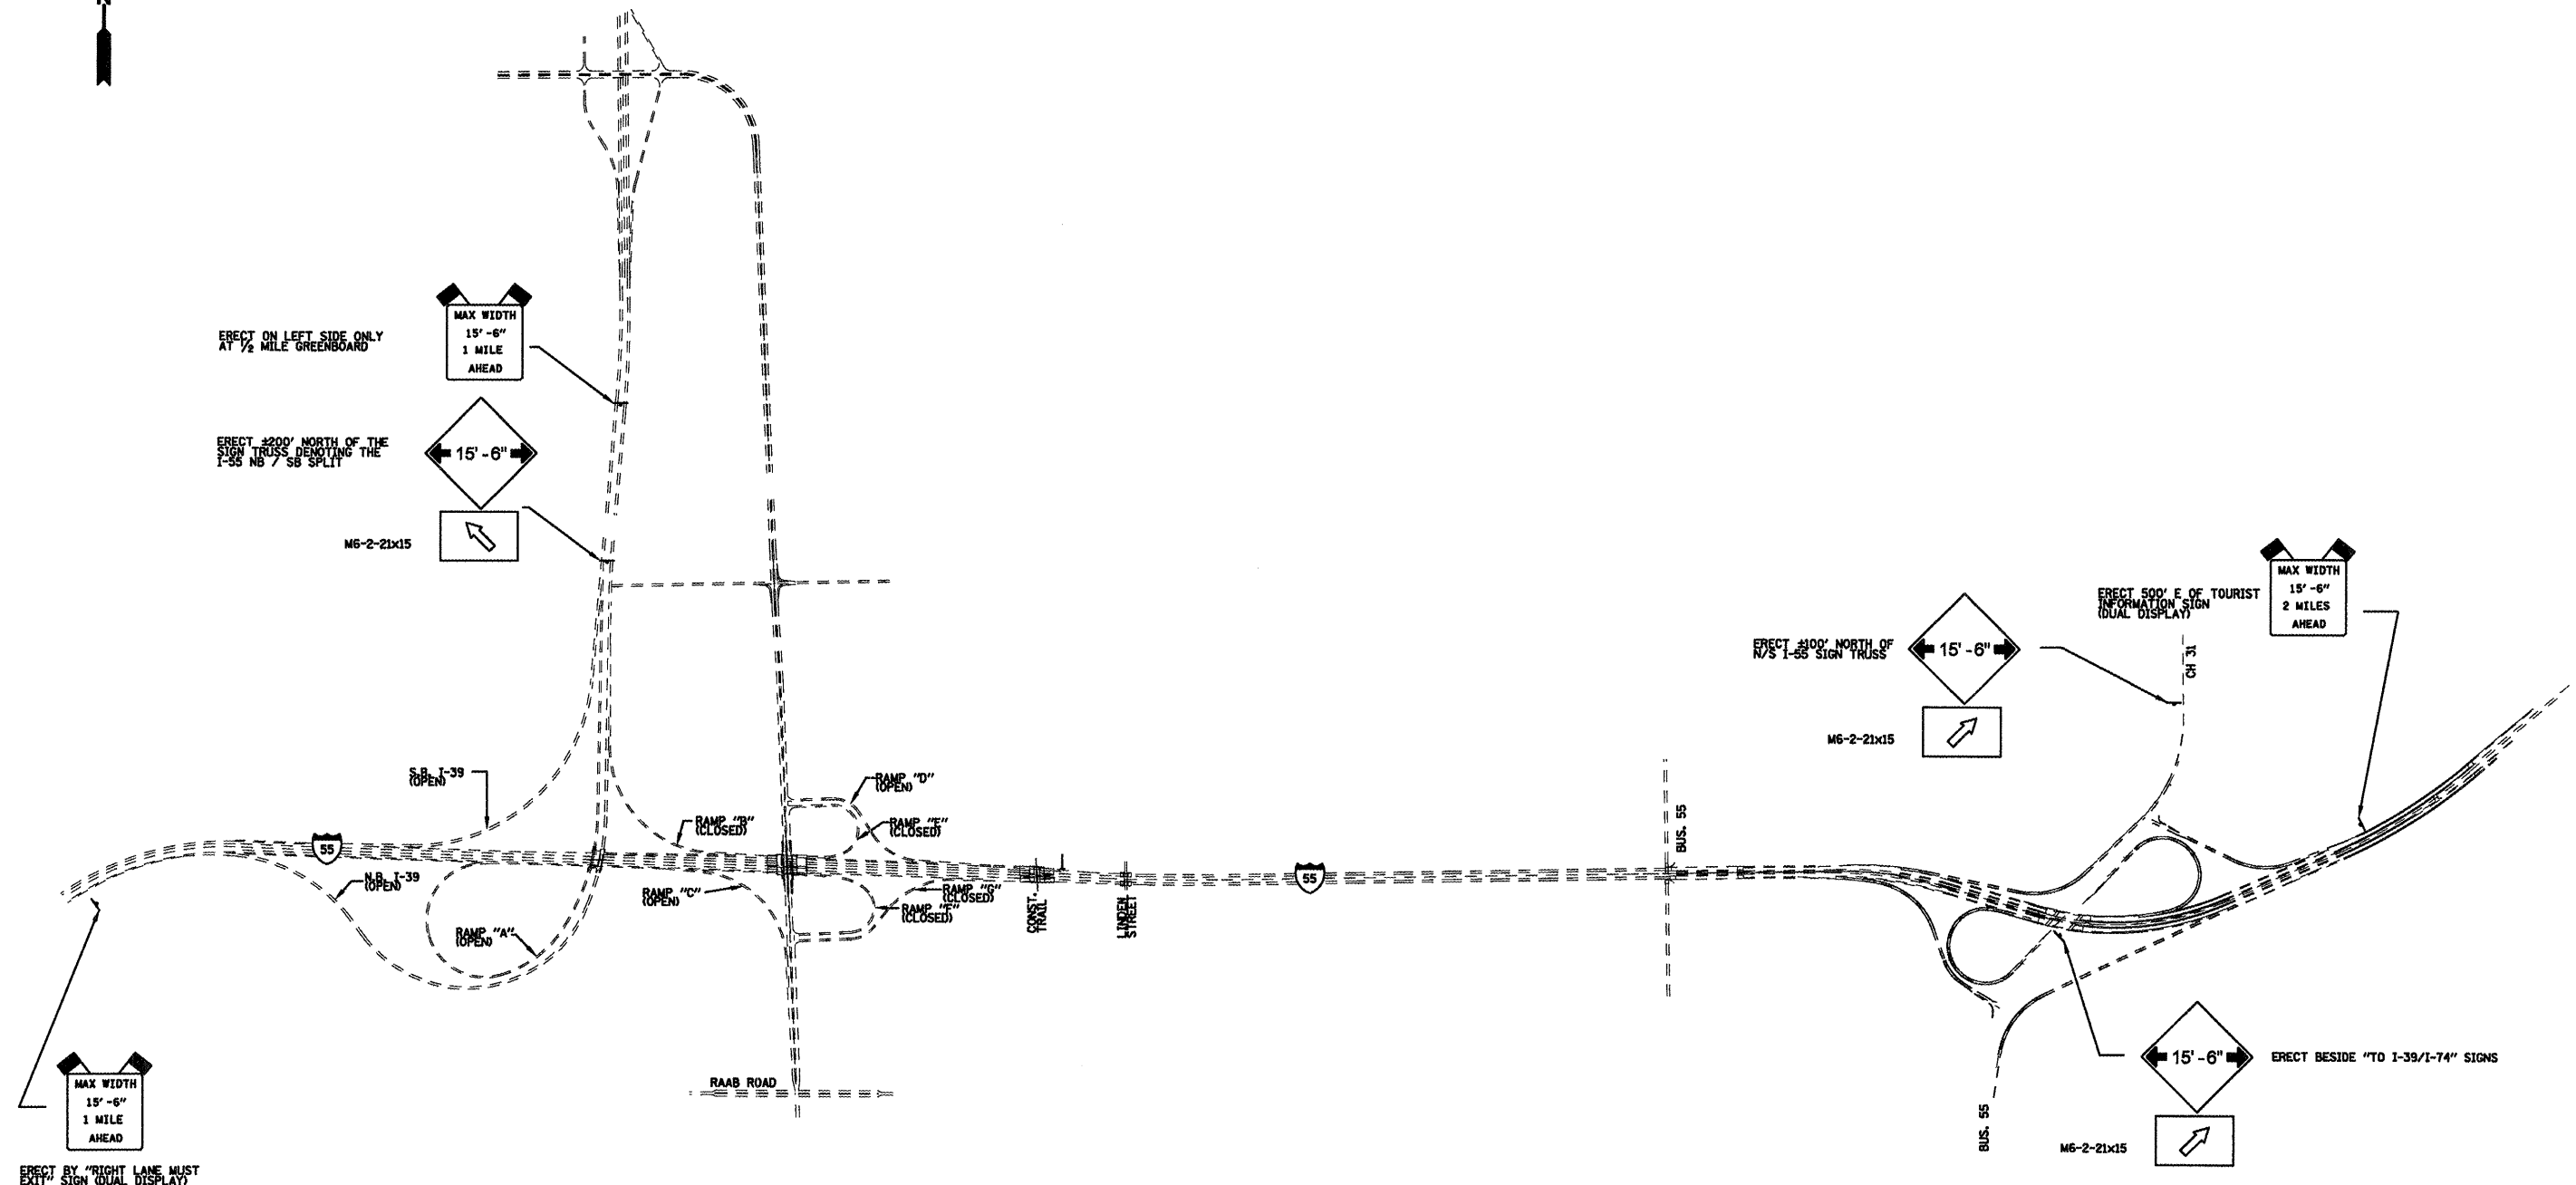 N
MAX WIDTH
15'-6"
1 MILE
AHEAD
ERECT ON LEFT SIDE ONLY
AT ½ MILE GREENBOARD
15'-6"
ERECT ±200' NORTH OF THE
SIGN TRUSS DENOTING THE
I-55 NB / SB SPLIT
M6-2-21x15
MAX WIDTH
15'-6"
2 MILES
AHEAD
ERECT 500' E OF TOURIST
INFORMATION SIGN
(DUAL DISPLAY)
15'-6"
ERECT ±100' NORTH OF
N/S I-55 SIGN TRUSS
CH 31
M6-2-21x15
S.B. I-39
(OPEN)
RAMP "D"
(OPEN)
RAMP "B"
(CLOSED)
RAMP "E"
(CLOSED)
BUS. 55
55
N.B. I-39
(OPEN)
RAMP "C"
(OPEN)
RAMP "G"
(CLOSED)
RAMP "F"
(CLOSED)
55
CONST.
TRAIL
LINDEN
STREET
RAMP "A"
(OPEN)
15'-6"
ERECT BESIDE "TO I-39/I-74" SIGNS
MAX WIDTH
15'-6"
1 MILE
AHEAD
RAAB ROAD
BUS. 55
M6-2-21x15
ERECT BY "RIGHT LANE MUST
EXIT" SIGN (DUAL DISPLAY)